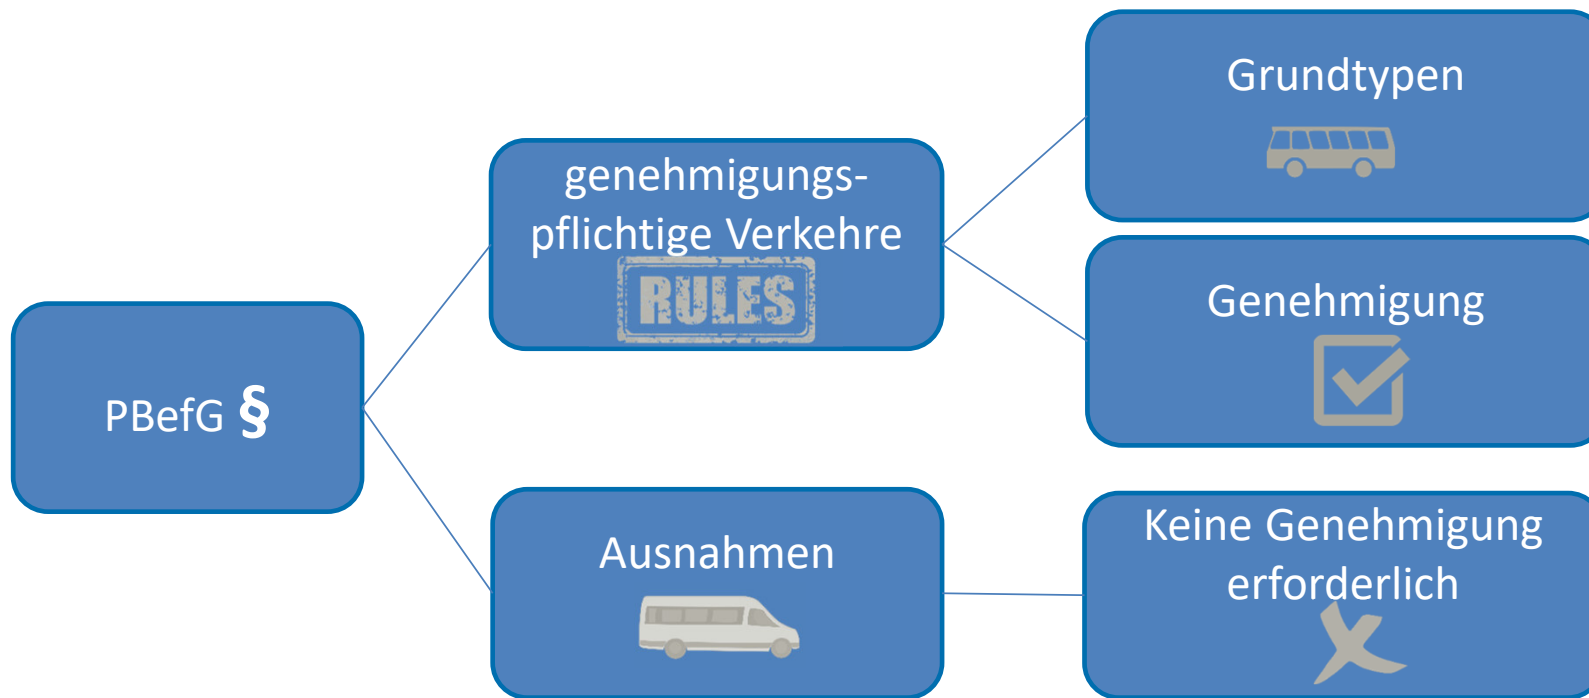 PBefG §
genehmigungs-
pflichtige Verkehre
RULES
Ausnahmen
Grundtypen
Genehmigung
Keine Genehmigung
erforderlich